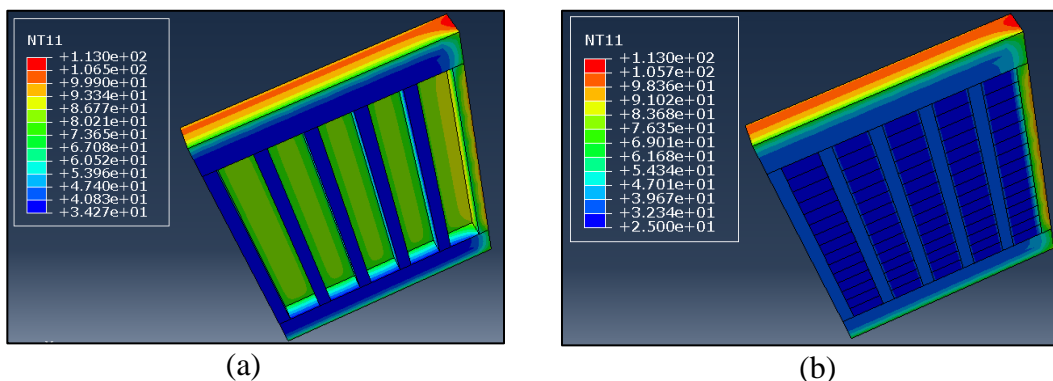 NT11
+1.130e+02
+1.065e+02
+9.990e+01
+9.334e+01
+8.677e+01
+8.021e+01
+7.365e+01
+6.708e+01
+6.052e+01
+5.396e+01
+4.740e+01
+4.083e+01
+3.427e+01
(a)
NT11
+1.130e+02
+1.057e+02
+9.836e+01
+9.102e+01
+8.368e+01
+7.635e+01
+6.901e+01
+6.168e+01
+5.434e+01
+4.701e+01
+3.967e+01
+3.234e+01
+2.500e+01
(b)